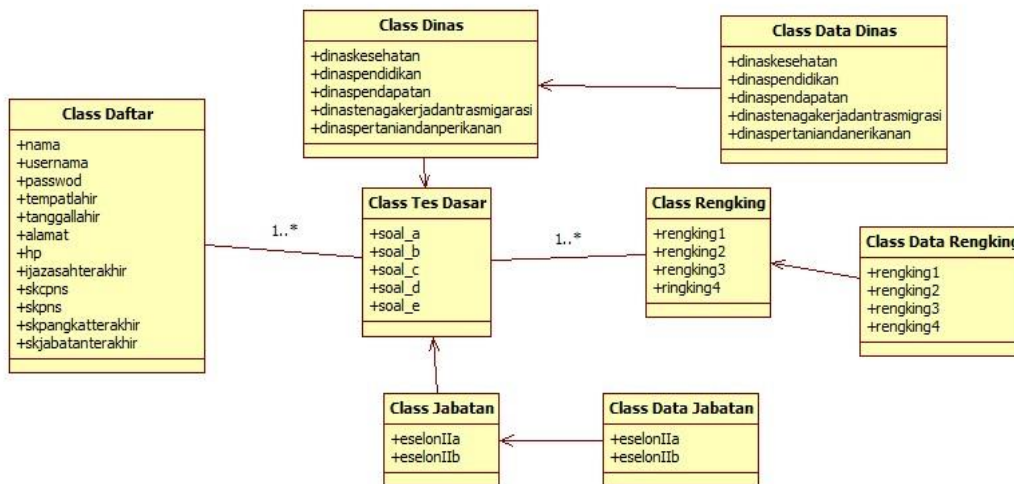 Class Dinas
+dinaskesehatan
+dinaspendidikan
+dinaspendapatan
+dinastenagakerjadantrasmigarasi
+dinaspertaniandanperikanan
Class Data Dinas
+dinaskesehatan
+dinaspendidikan
+dinaspendapatan
+dinastenagakerjadantrasmigrasi
+dinaspertaniandanerikanan
Class Daftar
+nama
+usernama
+passwod
+tempatlahir
+tanggallahir
+alamat
+hp
+ijazasahterakhir
+skcpns
+skpns
+skpangkatterakhir
+skjabatanterakhir
1..*
Class Tes Dasar
+soal_a
+soal_b
+soal_c
+soal_d
+soal_e
1..*
Class Rengking
+rengking1
+rengking2
+rengking3
+ringking4
Class Data Rengking
+rengking1
+rengking2
+rengking3
+rengking4
Class Jabatan
+eselonIIa
+eselonIIb
Class Data Jabatan
+eselonIIa
+eselonIIb